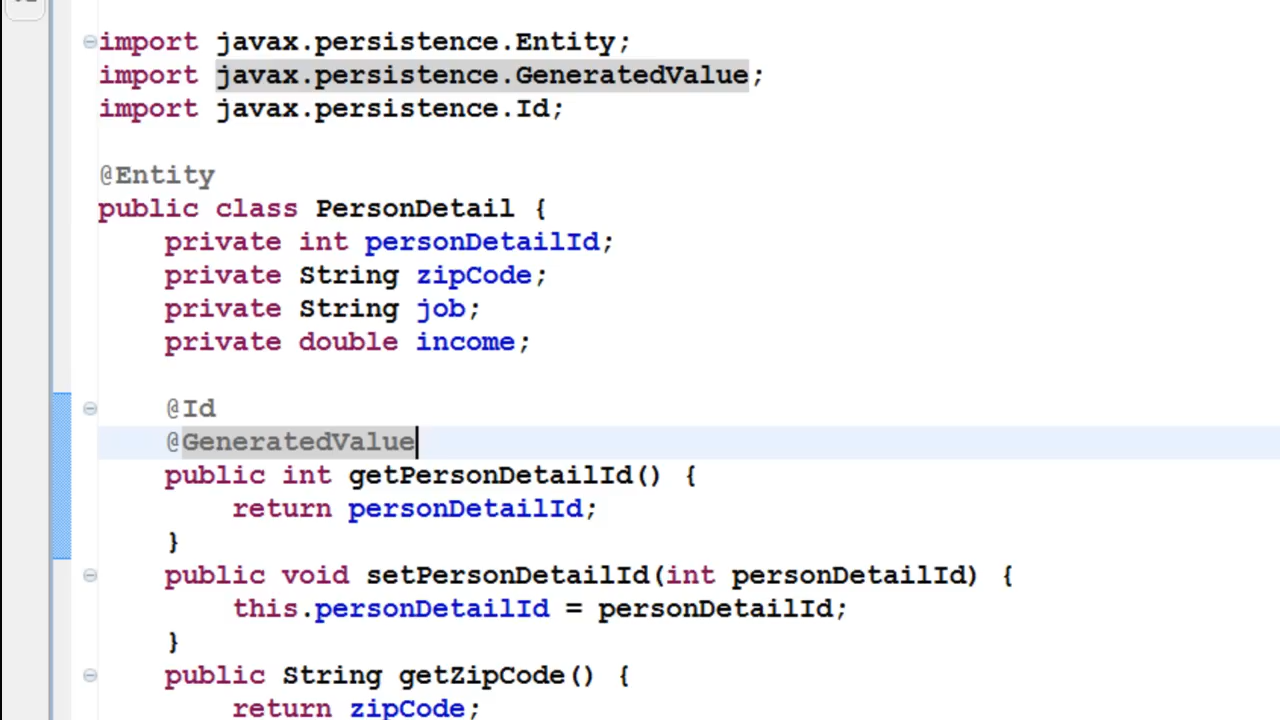 import javax.persistence.Entity;
import javax.persistence.GeneratedValue;
import javax.persistence.Id;
@Entity
public class PersonDetail {
private int personDetailId;
private String zipCode;
private String job;
private double income;
@Id
@GeneratedValue
public int getPersonDetailId() {
return personDetailId;
}
public void setPersonDetailId(int personDetailId) {
this.personDetailId = personDetailId;
}
public String getZipCode() {
return zipCode;